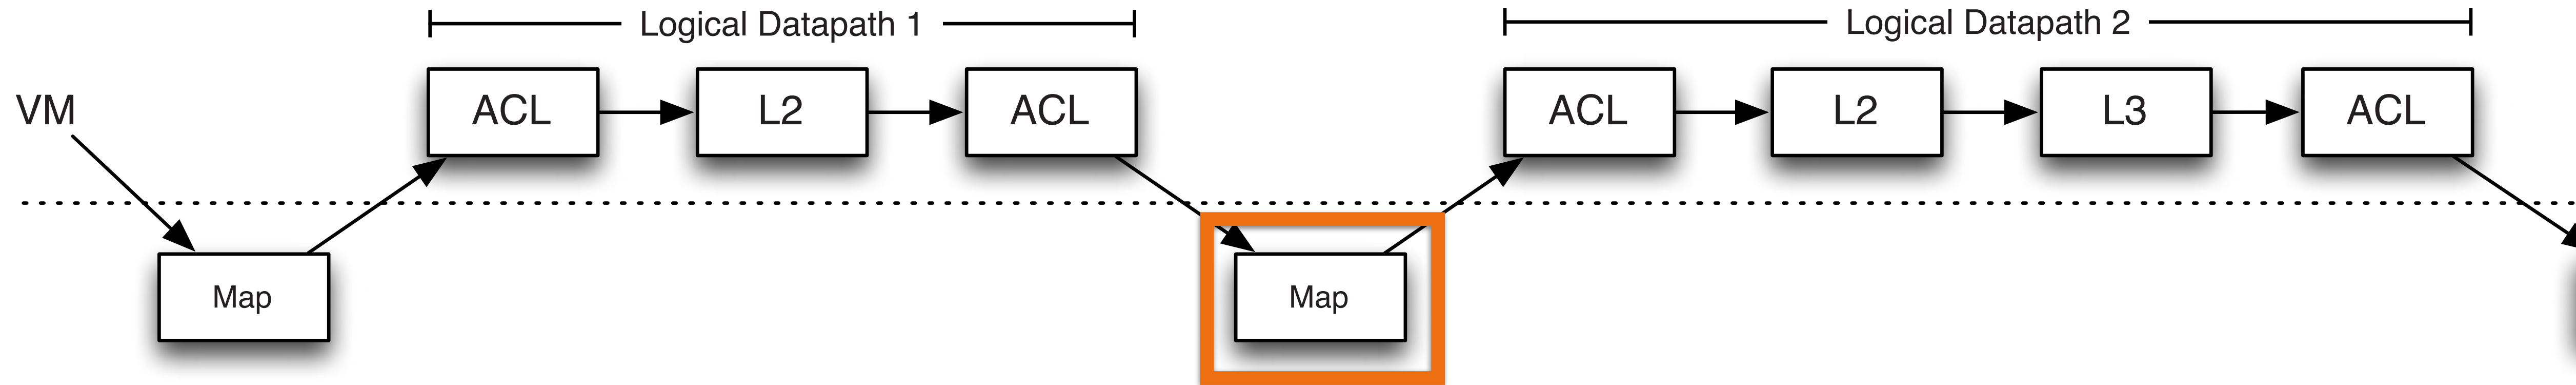 Logical Datapath 1
Logical Datapath 2
VM
ACL
L2
ACL
ACL
L2
L3
ACL
Map
Map